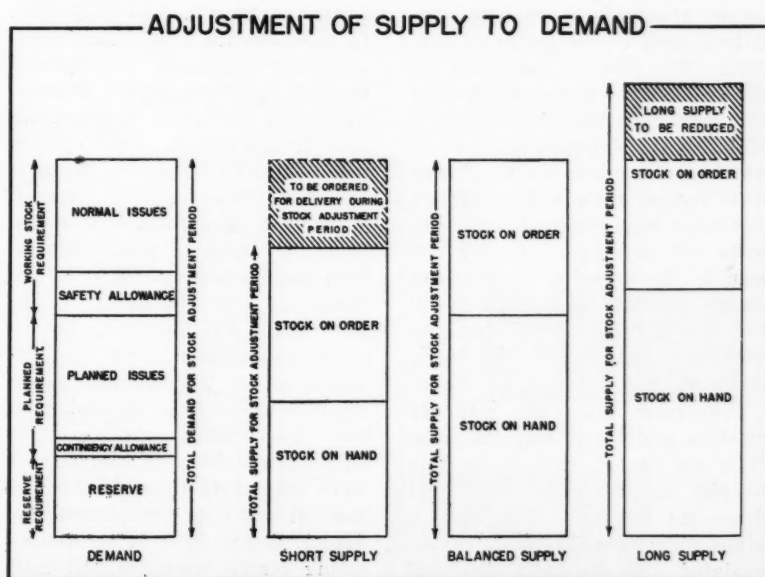 ADJUSTMENT OF SUPPLY TO DEMAND
WORKING STOCK
REQUIREMENT
PLANNED
REQUIREMENT
RESERVE
REQUIREMENT
NORMAL ISSUES
SAFETY ALLOWANCE
PLANNED ISSUES
CONTINGENCY ALLOWANCE
RESERVE
DEMAND
TOTAL DEMAND FOR STOCK ADJUSTMENT PERIOD
TOTAL SUPPLY FOR STOCK ADJUSTMENT PERIOD
TO BE ORDERED
FOR DELIVERY DURING
STOCK ADJUSTMENT
PERIOD
STOCK ON ORDER
STOCK ON HAND
SHORT SUPPLY
TOTAL SUPPLY FOR STOCK ADJUSTMENT PERIOD
STOCK ON ORDER
STOCK ON HAND
BALANCED SUPPLY
TOTAL SUPPLY FOR STOCK ADJUSTMENT PERIOD
LONG SUPPLY
TO BE REDUCED
STOCK ON ORDER
STOCK ON HAND
LONG SUPPLY